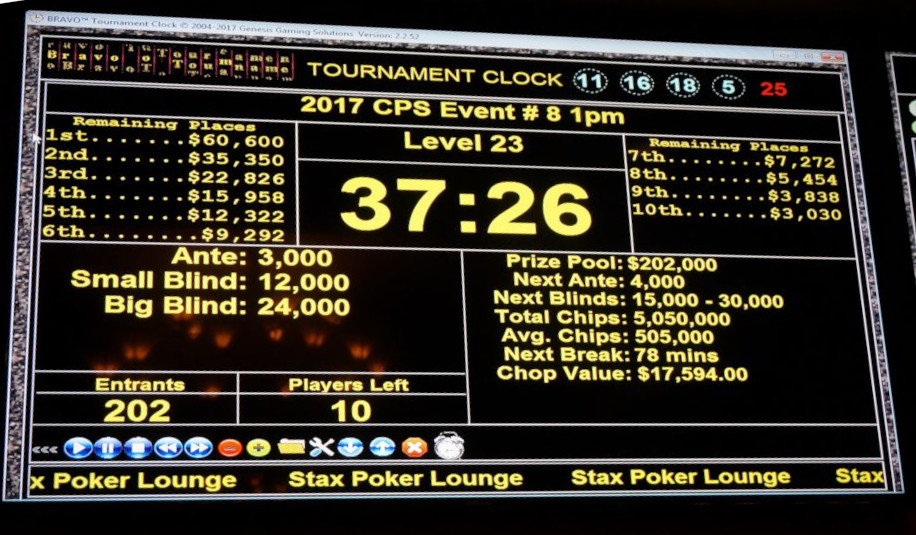 BRAVO™ Tournament Clock © 2004-2017 Genesis Gaming Solutions. Version: 2.2.52
Bravo Tournament
TOURNAMENT CLOCK 11 16 18 5 25
2017 CPS Event # 8 1pm
Remaining Places
1st.......$60,600
2nd.......$35,350
3rd.......$22,826
4th.......$15,958
5th.......$12,322
6th........$9,292
Level 23
37:26
Remaining Places
7th........$7,272
8th........$5,454
9th........$3,838
10th.......$3,030
Ante: 3,000
Small Blind: 12,000
Big Blind: 24,000
Prize Pool: $202,000
Next Ante: 4,000
Next Blinds: 15,000 - 30,000
Total Chips: 5,050,000
Avg. Chips: 505,000
Next Break: 78 mins
Chop Value: $17,594.00
Entrants
202
Players Left
10
<<<
x Poker Lounge Stax Poker Lounge Stax Poker Lounge Stax